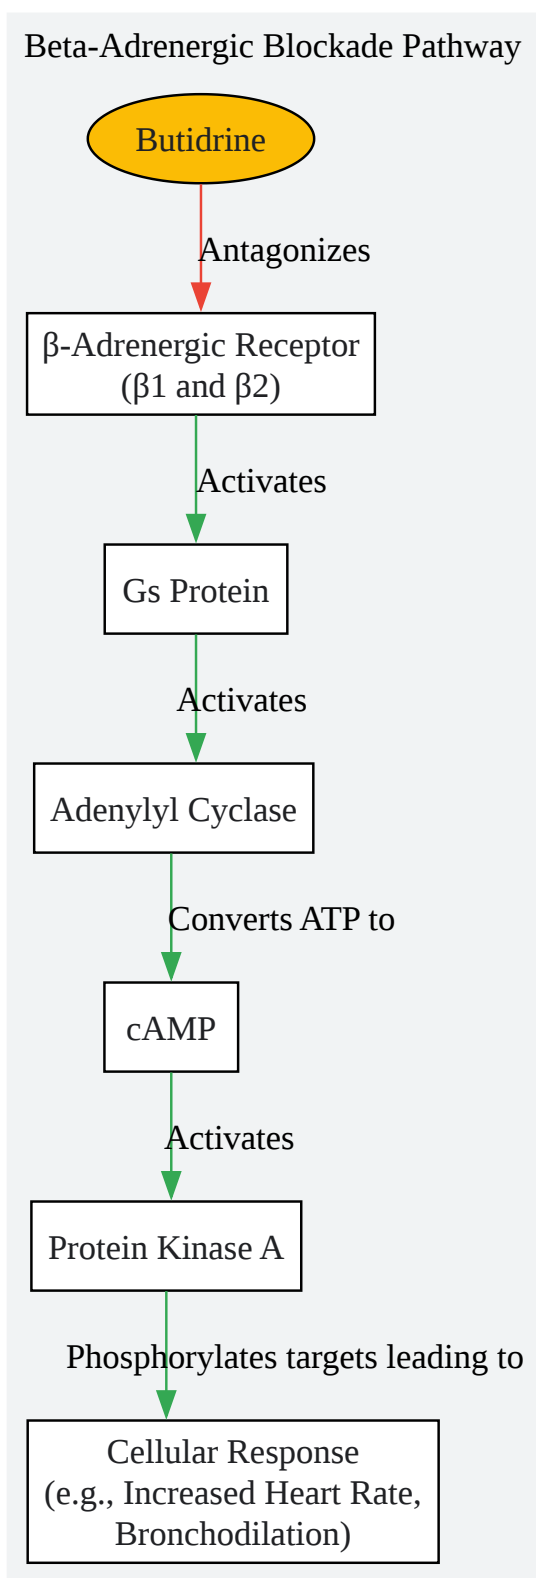 Beta-Adrenergic Blockade Pathway
Butidrine
Antagonizes
β-Adrenergic Receptor
(β1 and β2)
Activates
Gs Protein
Activates
Adenylyl Cyclase
Converts ATP to
cAMP
Activates
Protein Kinase A
Phosphorylates targets leading to
Cellular Response
(e.g., Increased Heart Rate,
Bronchodilation)